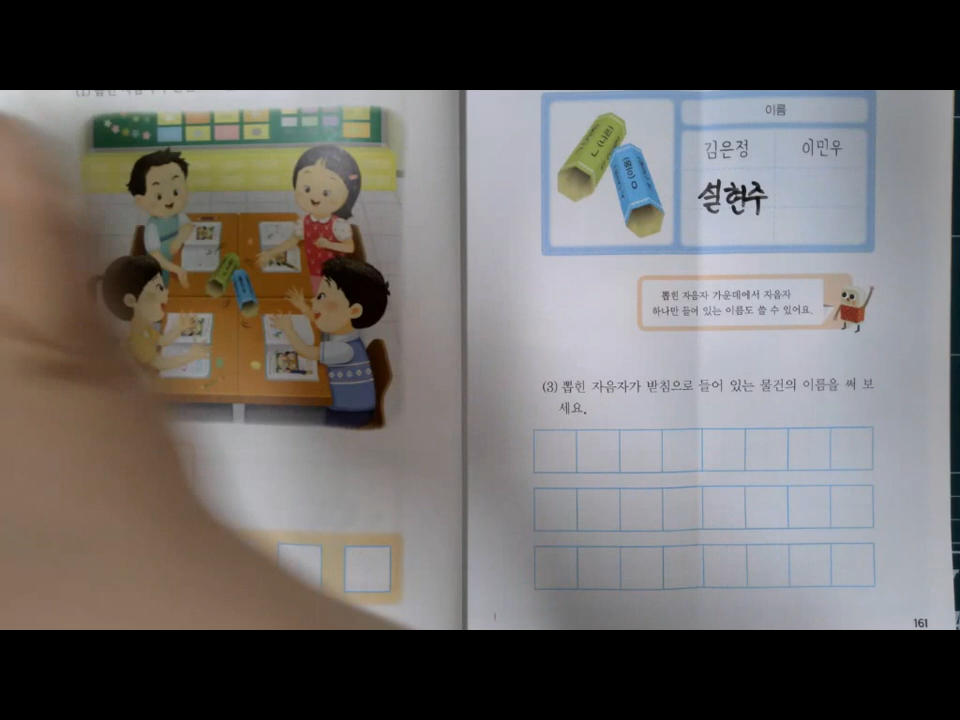 이름
김은정 이민우
설현주
뽑힌 자음자 가운데에서 자음자
하나만 들어 있는 이름도 쓸 수 있어요.
(3) 뽑힌 자음자가 받침으로 들어 있는 물건의 이름을 써 보
세요.
161